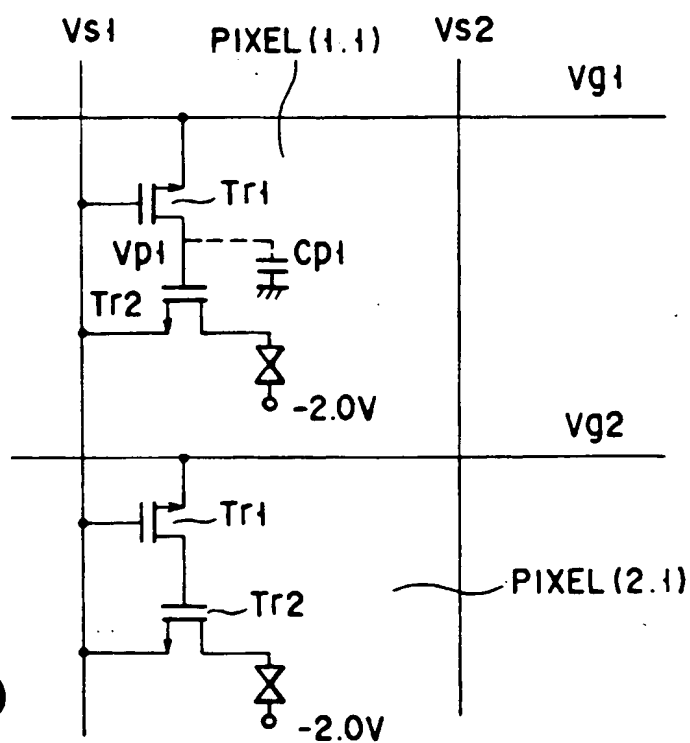 Vs1
PIXEL(1.1)
Vs2
Vg1
Tr1
Vp1
Cp1
Tr2
-2.0V
Vg2
Tr1
Tr2
PIXEL(2.1)
-2.0V